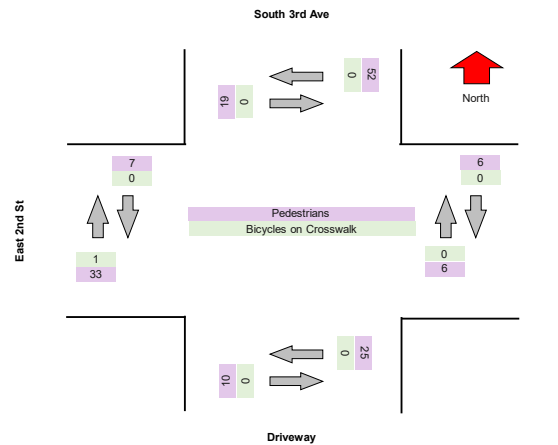 South 3rd Ave
52
0
19
0
North
7
0
6
0
Pedestrians
Bicycles on Crosswalk
East 2nd St
1
33
0
6
25
0
10
0
Driveway